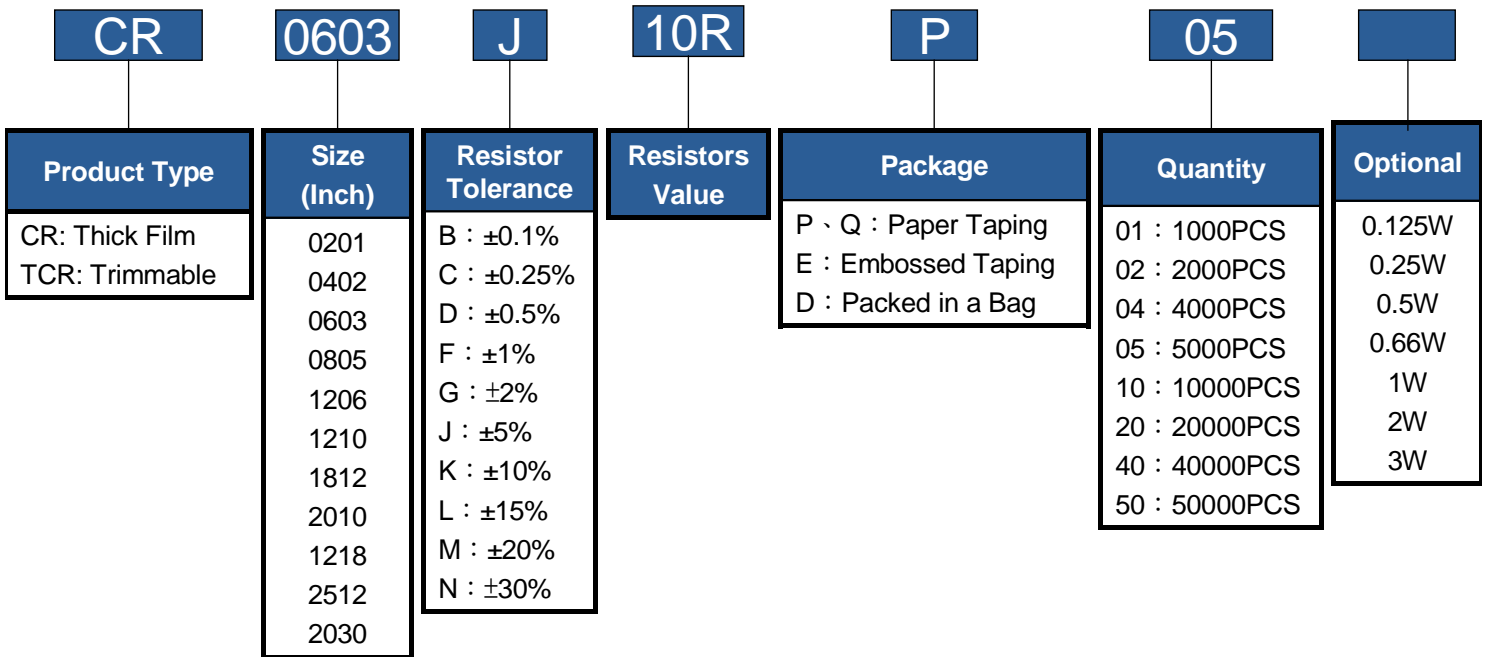 CR 0603 J 10R P 05
Product Type
CR: Thick Film
TCR: Trimmable
Size
(Inch)
0201
0402
0603
0805
1206
1210
1812
2010
1218
2512
2030
Resistor
Tolerance
B：±0.1%
C：±0.25%
D：±0.5%
F：±1%
G：±2%
J：±5%
K：±10%
L：±15%
M：±20%
N：±30%
Resistors
Value
Package
P、Q：Paper Taping
E：Embossed Taping
D：Packed in a Bag
Quantity
01：1000PCS
02：2000PCS
04：4000PCS
05：5000PCS
10：10000PCS
20：20000PCS
40：40000PCS
50：50000PCS
Optional
0.125W
0.25W
0.5W
0.66W
1W
2W
3W